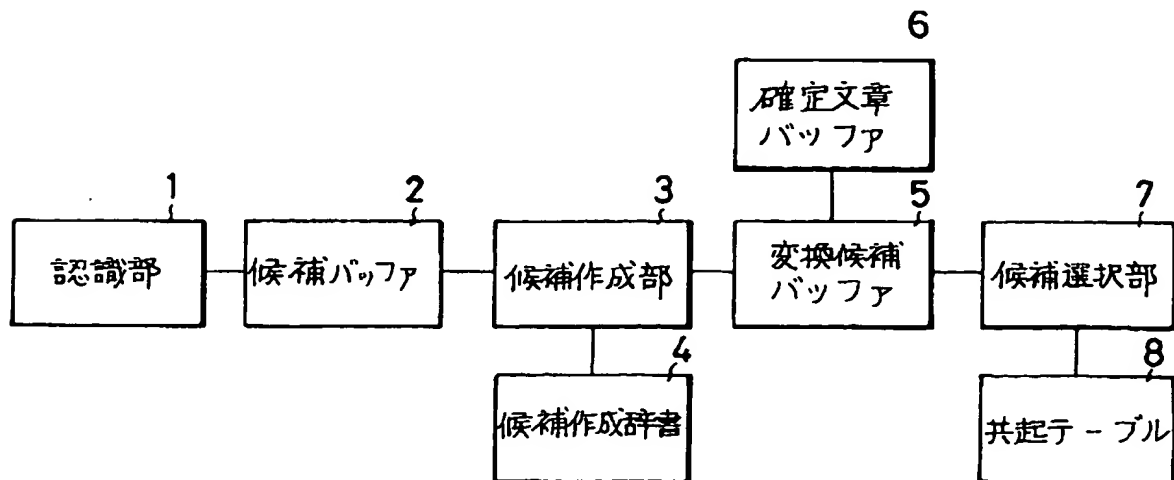 6
確定文章
バッファ
1
認識部
2
候補バッファ
3
候補作成部
5
変換候補
バッファ
7
候補選択部
4
候補作成辞書
8
共起テーブル